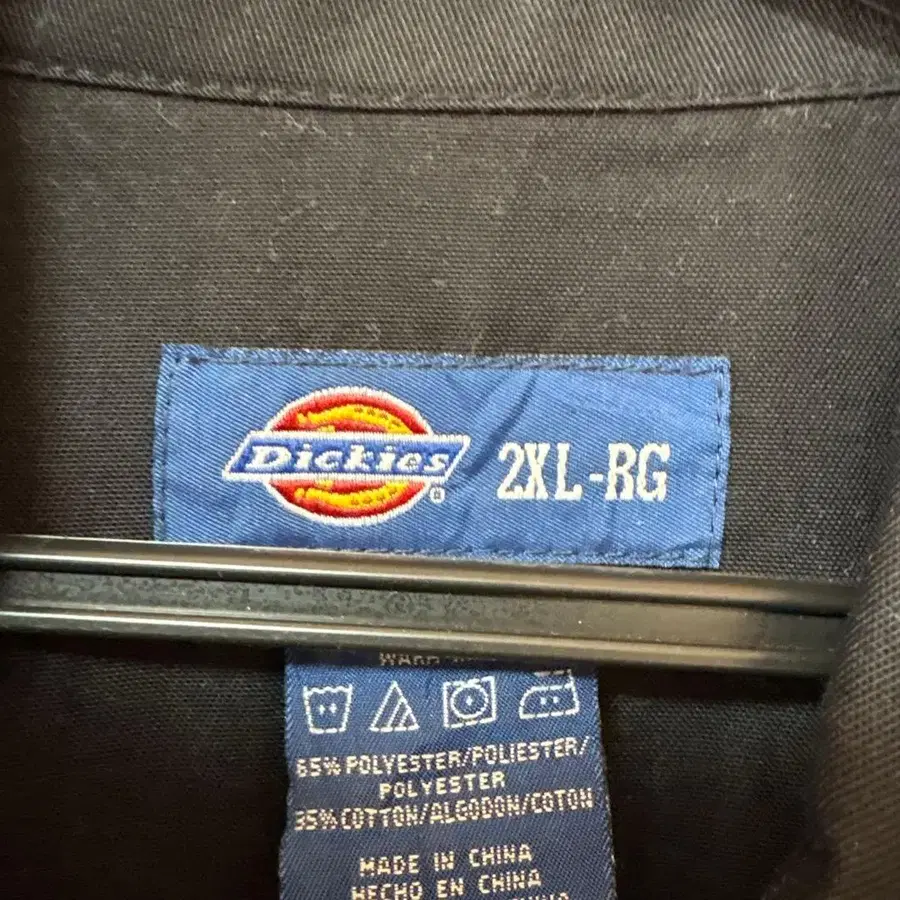 Dickies®
2XL-RG
65% POLYESTER/POLIESTER/
POLYESTER
35% COTTON/ALGODON/COTON
MADE IN CHINA
HECHO EN CHINA